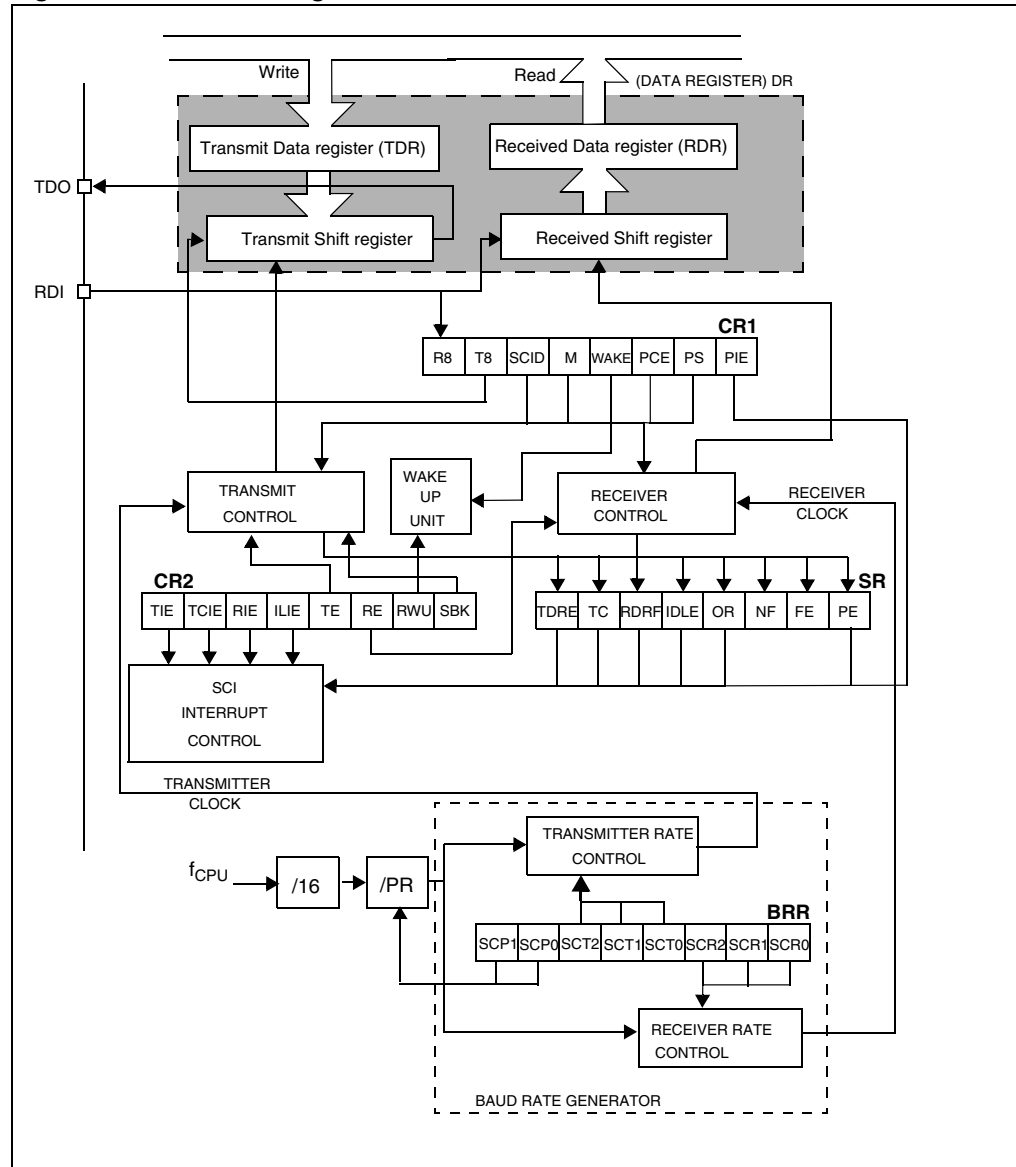 Write
Read
(DATA REGISTER) DR
Transmit Data register (TDR)
Received Data register (RDR)
TDO
Transmit Shift register
Received Shift register
RDI
CR1
R8 T8 SCID M WAKE PCE PS PIE
TRANSMIT
CONTROL
WAKE
UP
UNIT
RECEIVER
CONTROL
RECEIVER
CLOCK
CR2
SR
TIE TCIE RIE ILIE TE RE RWU SBK
TDRE TC RDRF IDLE OR NF FE PE
SCI
INTERRUPT
CONTROL
TRANSMITTER
CLOCK
TRANSMITTER RATE
CONTROL
fCPU
/16
/PR
BRR
SCP1 SCP0 SCT2 SCT1 SCT0 SCR2 SCR1 SCR0
RECEIVER RATE
CONTROL
BAUD RATE GENERATOR